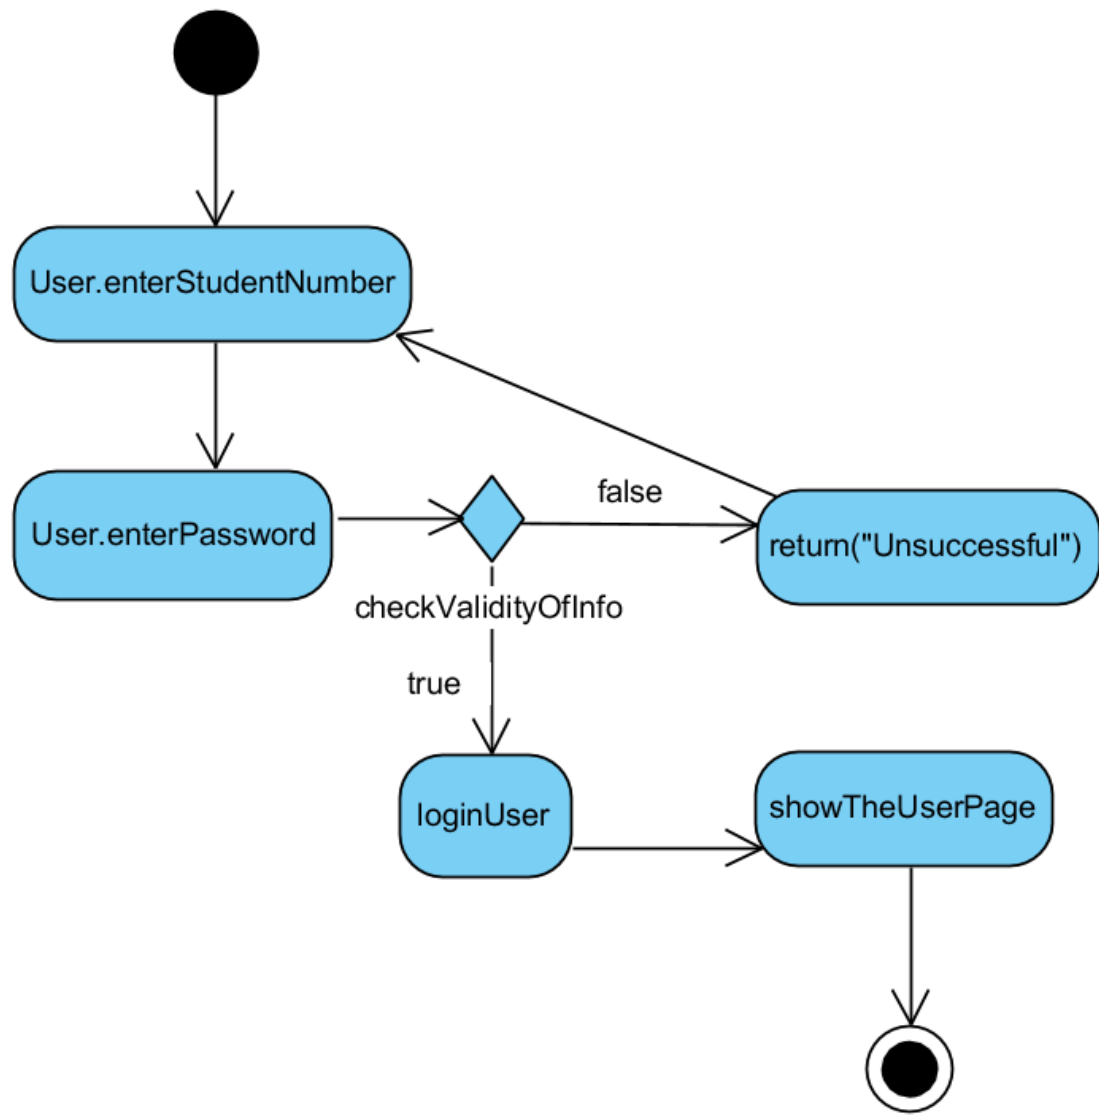 User.enterStudentNumber
User.enterPassword
false
return("Unsuccessful")
checkValidityOfInfo
true
loginUser
showTheUserPage